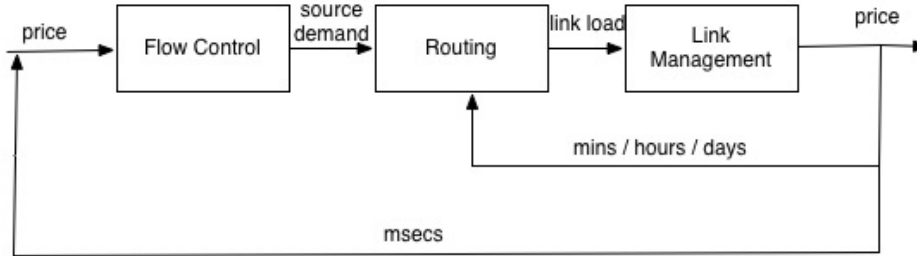 price
Flow Control
source
demand
Routing
link load
Link
Management
price
mins / hours / days
msecs